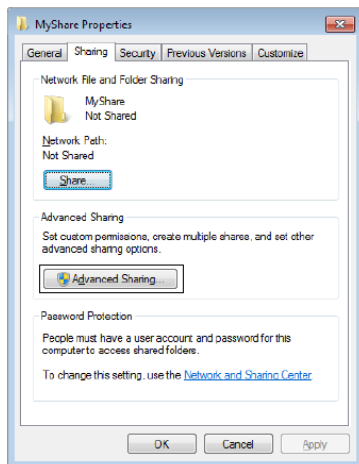 MyShare Properties
General Sharing Security Previous Versions Customize
Network File and Folder Sharing
MyShare
Not Shared
Network Path:
Not Shared
Share...
Advanced Sharing
Set custom permissions, create multiple shares, and set other
advanced sharing options.
Advanced Sharing...
Password Protection
People must have a user account and password for this
computer to access shared folders.
To change this setting, use the Network and Sharing Center.
OK Cancel Apply